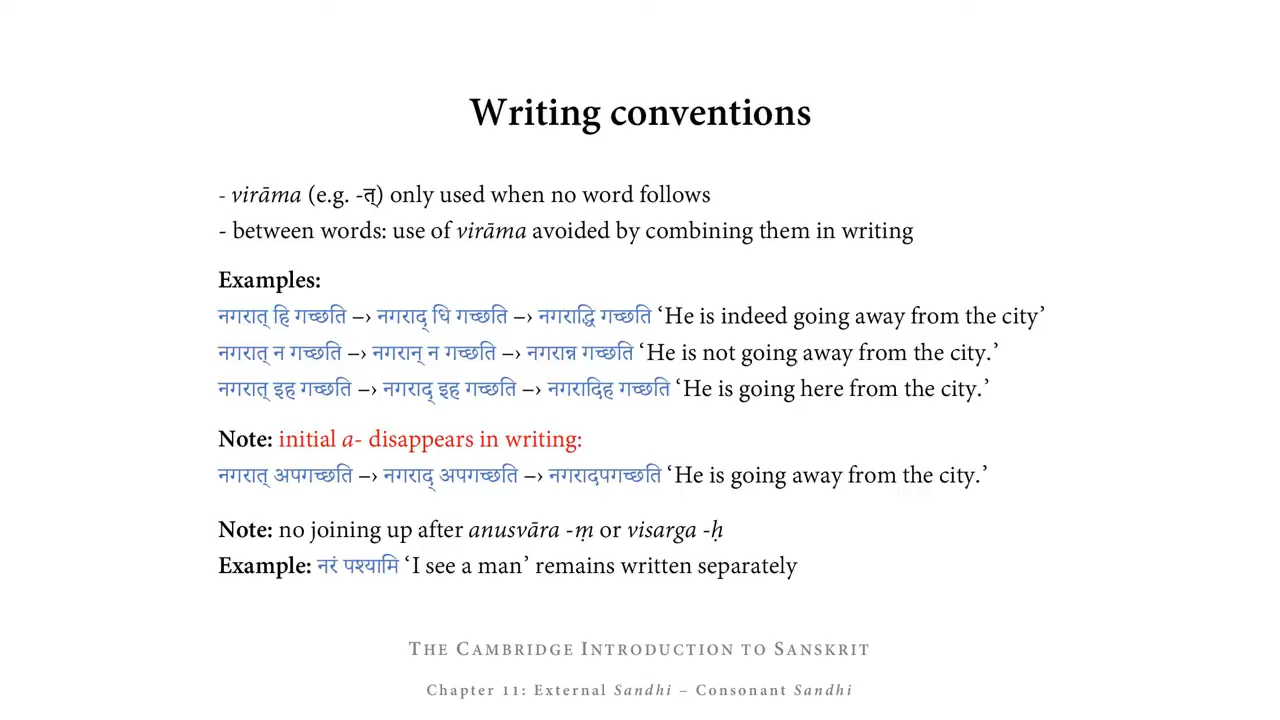 Writing conventions
- virāma (e.g. -त्) only used when no word follows
- between words: use of virāma avoided by combining them in writing
Examples:
नगरात् हि गच्छति –› नगराद् धि गच्छति –› नगराद्धि गच्छति ‘He is indeed going away from the city’
नगरात् न गच्छति –› नगरान् न गच्छति –› नगरान्न गच्छति ‘He is not going away from the city.’
नगरात् इह गच्छति –› नगराद् इह गच्छति –› नगरादिह गच्छति ‘He is going here from the city.’
Note: initial a- disappears in writing:
नगरात् अपगच्छति –› नगराद् अपगच्छति –› नगरादपगच्छति ‘He is going away from the city.’
Note: no joining up after anusvāra -ṃ or visarga -ḥ
Example: नरं पश्यामि ‘I see a man’ remains written separately
The Cambridge Introduction to Sanskrit
Chapter 11: External Sandhi – Consonant Sandhi